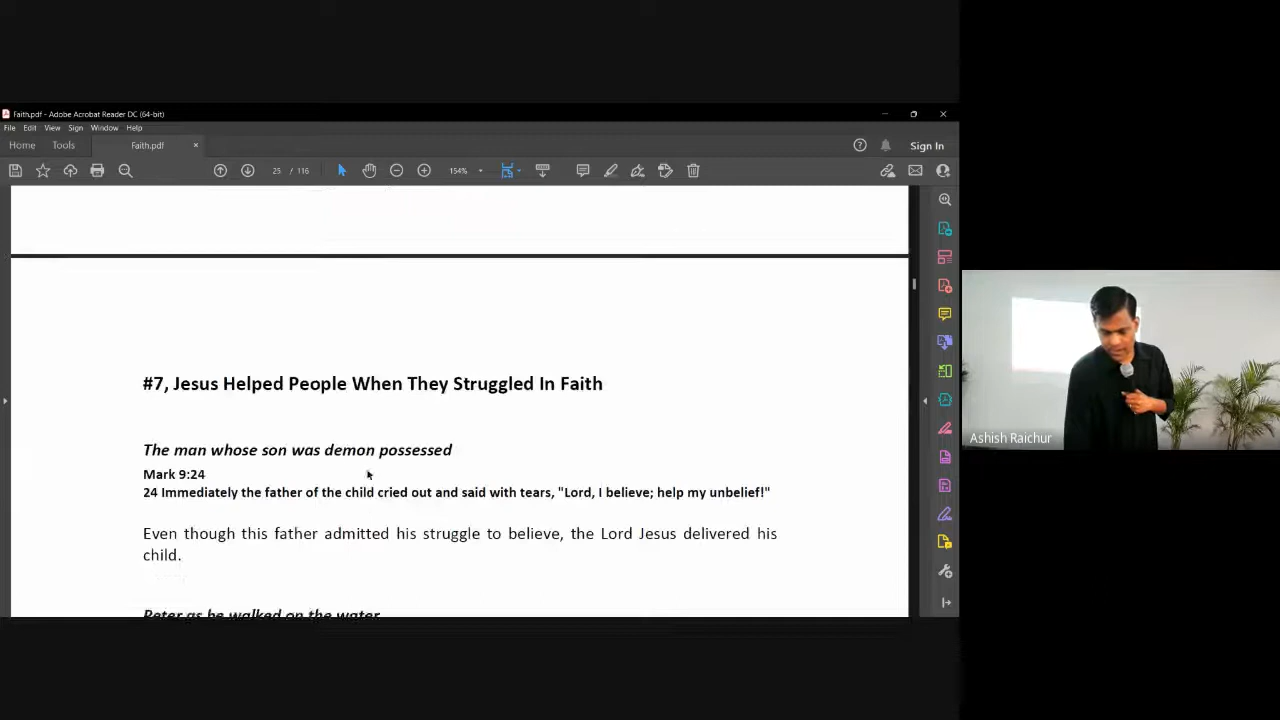 Faith.pdf - Adobe Acrobat Reader DC (64-bit)
File Edit View Sign Window Help
Home Tools Faith.pdf × Sign In
25 / 116 154%
#7, Jesus Helped People When They Struggled In Faith
The man whose son was demon possessed
Mark 9:24
24 Immediately the father of the child cried out and said with tears, "Lord, I believe; help my unbelief!"
Even though this father admitted his struggle to believe, the Lord Jesus delivered his
child.
Peter as he walked on the water
Ashish Raichur